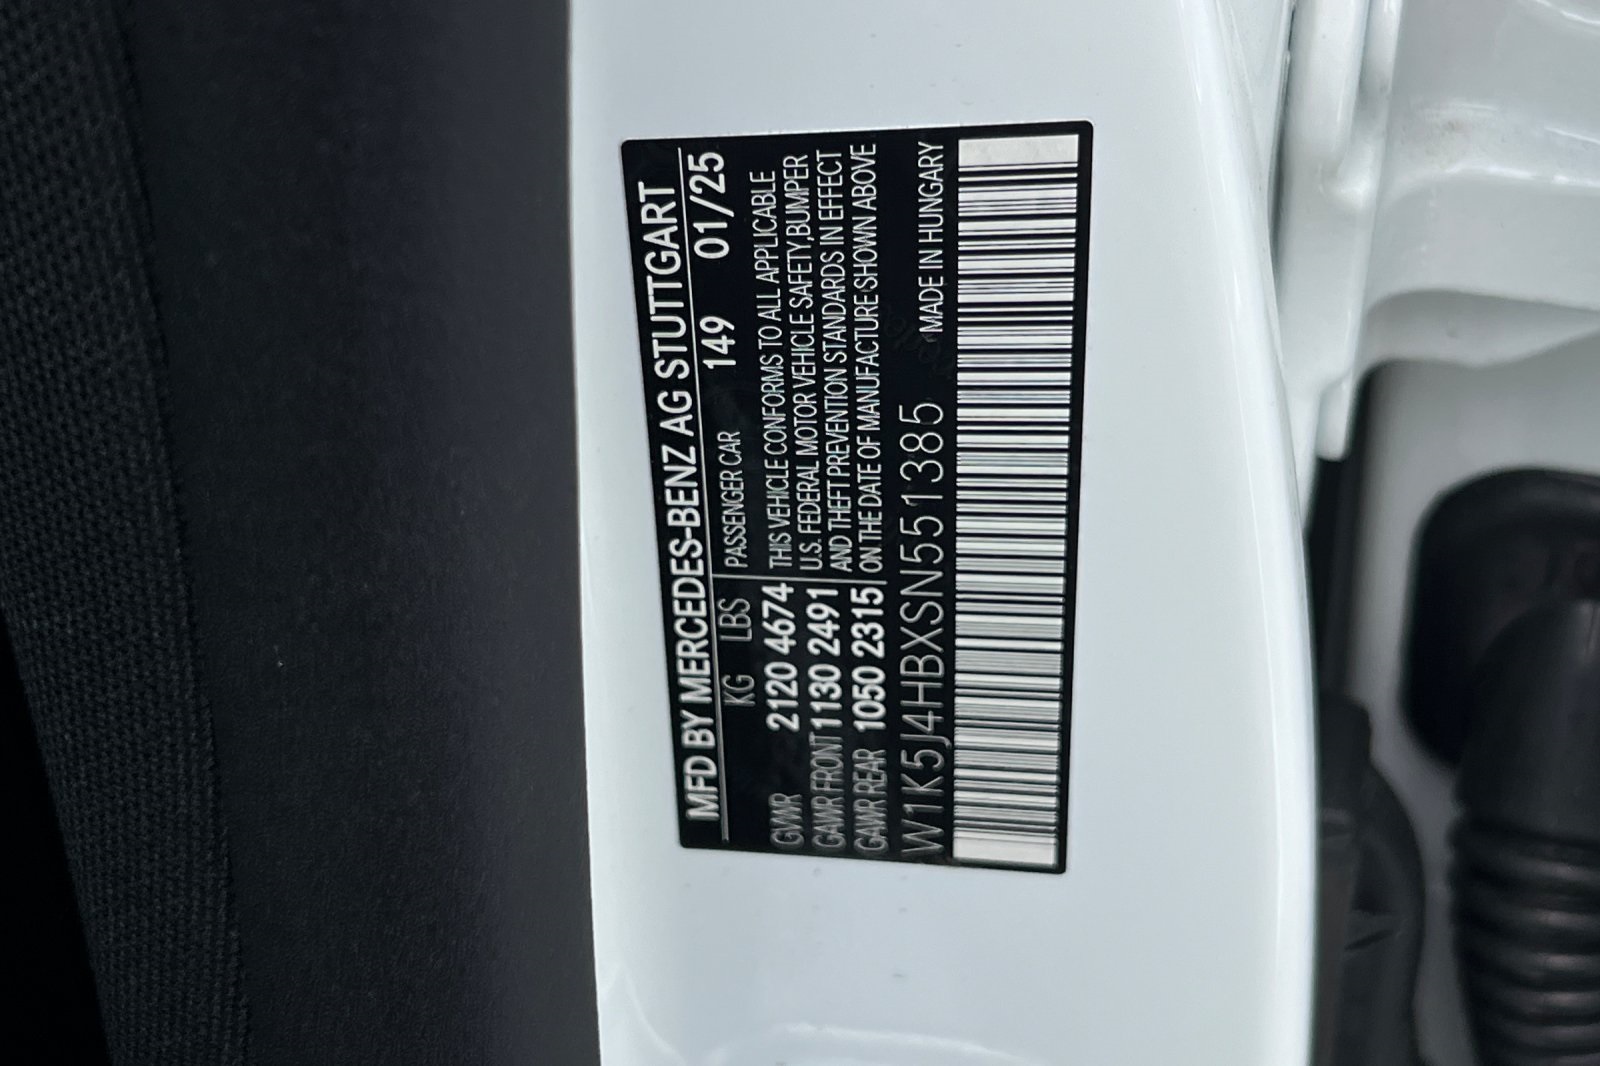 MFD BY MERCEDES-BENZ AG STUTTGART
KG LBS PASSENGER CAR 149 01/25
GVWR 2120 4674 THIS VEHICLE CONFORMS TO ALL APPLICABLE
GAWR FRONT 1130 2491 U.S. FEDERAL MOTOR VEHICLE SAFETY,BUMPER
GAWR REAR 1050 2315 AND THEFT PREVENTION STANDARDS IN EFFECT
ON THE DATE OF MANUFACTURE SHOWN ABOVE
W1K5J4HBXSN551385 MADE IN HUNGARY